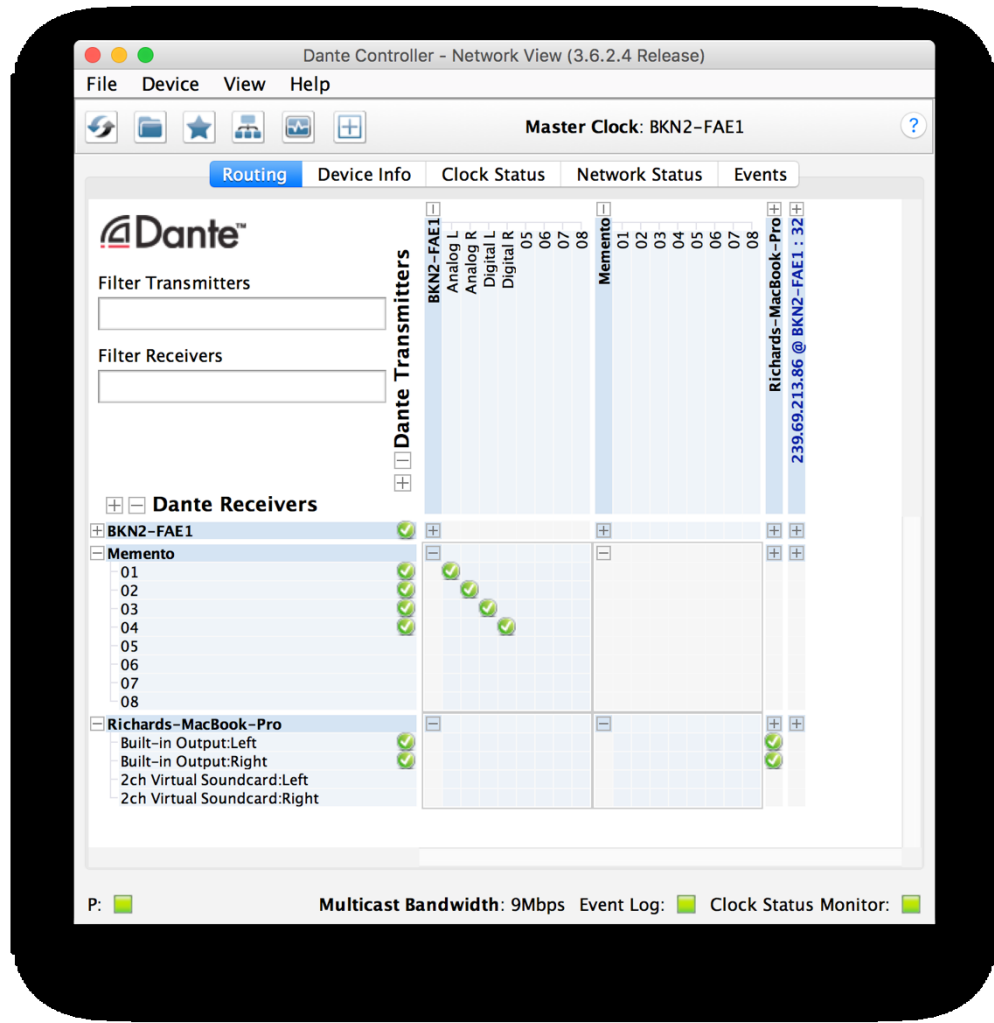 Dante Controller - Network View (3.6.2.4 Release)
File Device View Help
Master Clock: BKN2-FAE1
?
Routing Device Info Clock Status Network Status Events
Dante™
Filter Transmitters
Filter Receivers
Dante Transmitters
BKN2-FAE1
Analog L
Analog R
Digital L
Digital R
05
06
07
08
Memento
01
02
03
04
05
06
07
08
Richards-MacBook-Pro
239.69.213.86 @ BKN2-FAE1 : 32
Dante Receivers
BKN2-FAE1
Memento
01
02
03
04
05
06
07
08
Richards-MacBook-Pro
Built-in Output:Left
Built-in Output:Right
2ch Virtual Soundcard:Left
2ch Virtual Soundcard:Right
P: Multicast Bandwidth: 9Mbps Event Log: Clock Status Monitor: